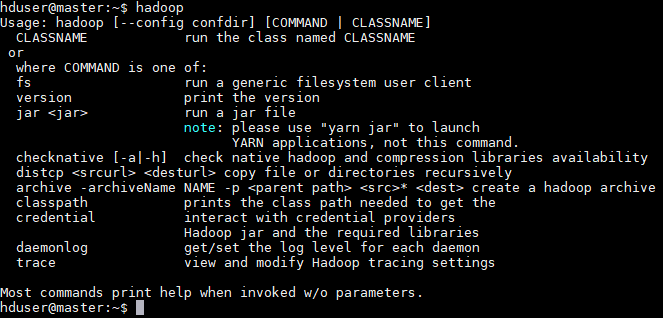 hduser@master:~$ hadoop
Usage: hadoop [--config confdir] [COMMAND | CLASSNAME]
  CLASSNAME            run the class named CLASSNAME
 or
  where COMMAND is one of:
  fs                   run a generic filesystem user client
  version              print the version
  jar <jar>            run a jar file
                       note: please use "yarn jar" to launch
                             YARN applications, not this command.
  checknative [-a|-h]  check native hadoop and compression libraries availability
  distcp <srcurl> <desturl> copy file or directories recursively
  archive -archiveName NAME -p <parent path> <src>* <dest> create a hadoop archive
  classpath            prints the class path needed to get the
  credential           interact with credential providers
                       Hadoop jar and the required libraries
  daemonlog            get/set the log level for each daemon
  trace                view and modify Hadoop tracing settings

Most commands print help when invoked w/o parameters.
hduser@master:~$